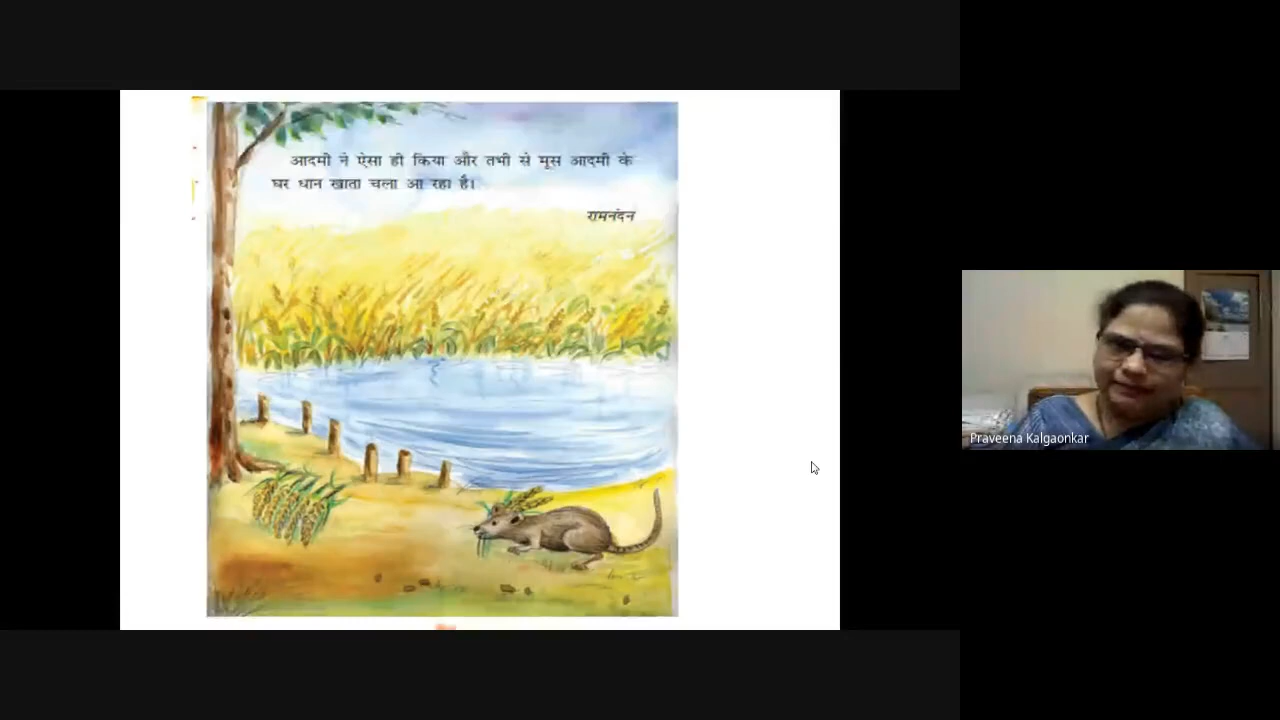 आदमी ने ऐसा ही किया और तभी से मूस आदमी के
घर धान खाता चला आ रहा है।
रामनंदन
Praveena Kalgaonkar